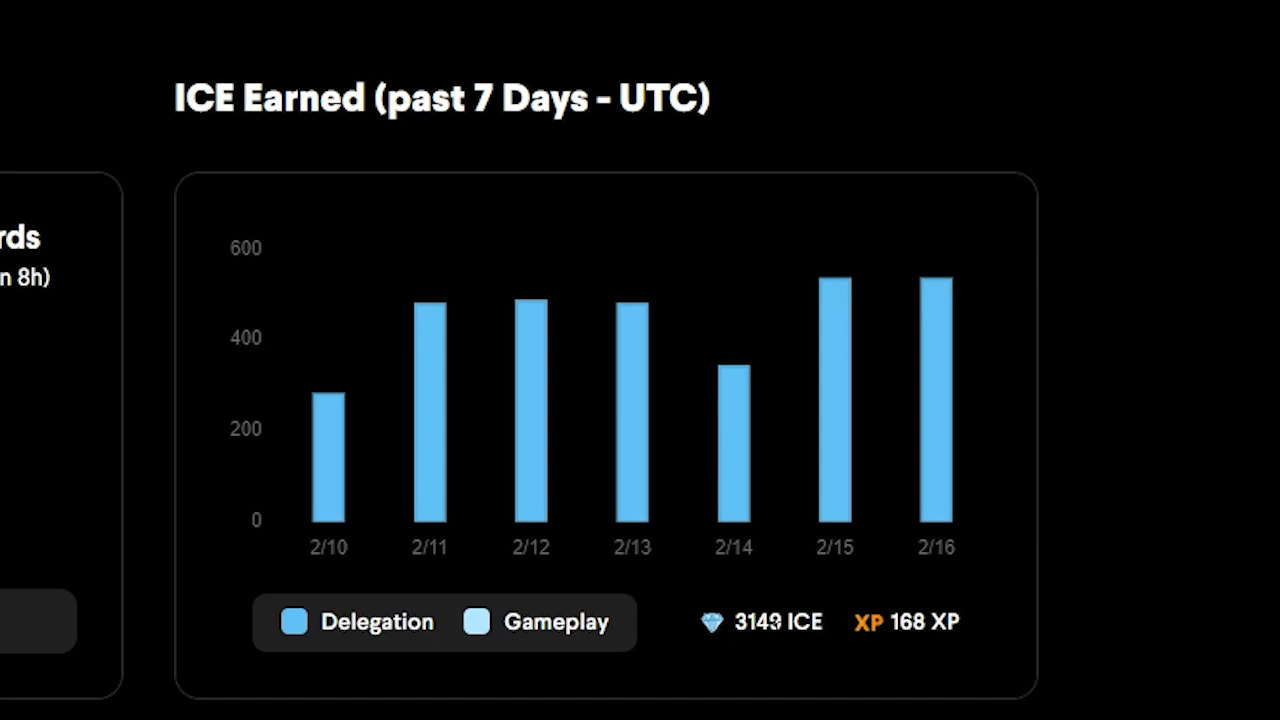 ICE Earned (past 7 Days - UTC)
rds
n 8h)
600
400
200
0
2/10 2/11 2/12 2/13 2/14 2/15 2/16
Delegation Gameplay 3149 ICE XP 168 XP